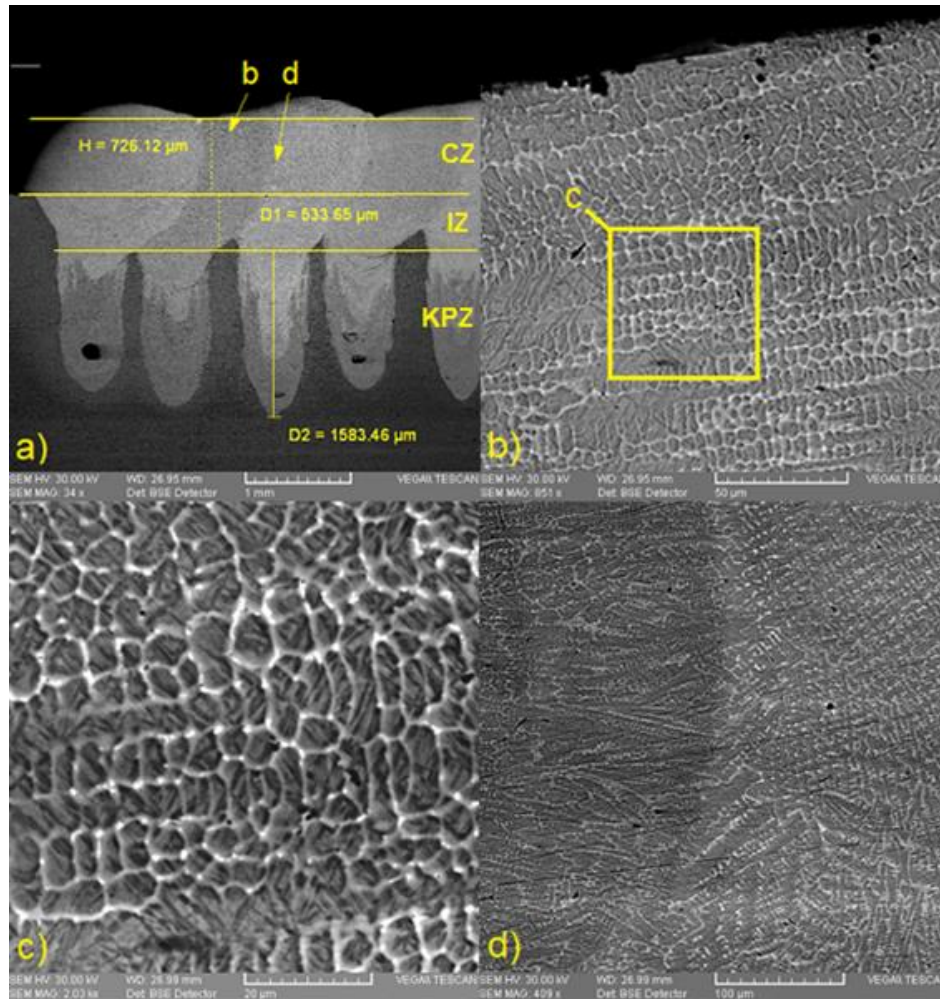 b d
H = 726.12 µm
CZ
D1 = 533.65 µm
IZ
KPZ
D2 = 1583.46 µm
a)
SEM HV: 30.00 kV WD: 26.95 mm
SEM MAG: 34 x Det: BSE Detector 1 mm VEGA\\ TESCAN
C
b)
SEM HV: 30.00 kV WD: 26.95 mm
SEM MAG: 851 x Det: BSE Detector 50 µm VEGA\\ TESCAN
c)
SEM HV: 30.00 kV WD: 26.99 mm
SEM MAG: 2.03 kx Det: BSE Detector 20 µm VEGA\\ TESCAN
d)
SEM HV: 30.00 kV WD: 26.99 mm
SEM MAG: 409 x Det: BSE Detector 100 µm VEGA\\ TESCAN